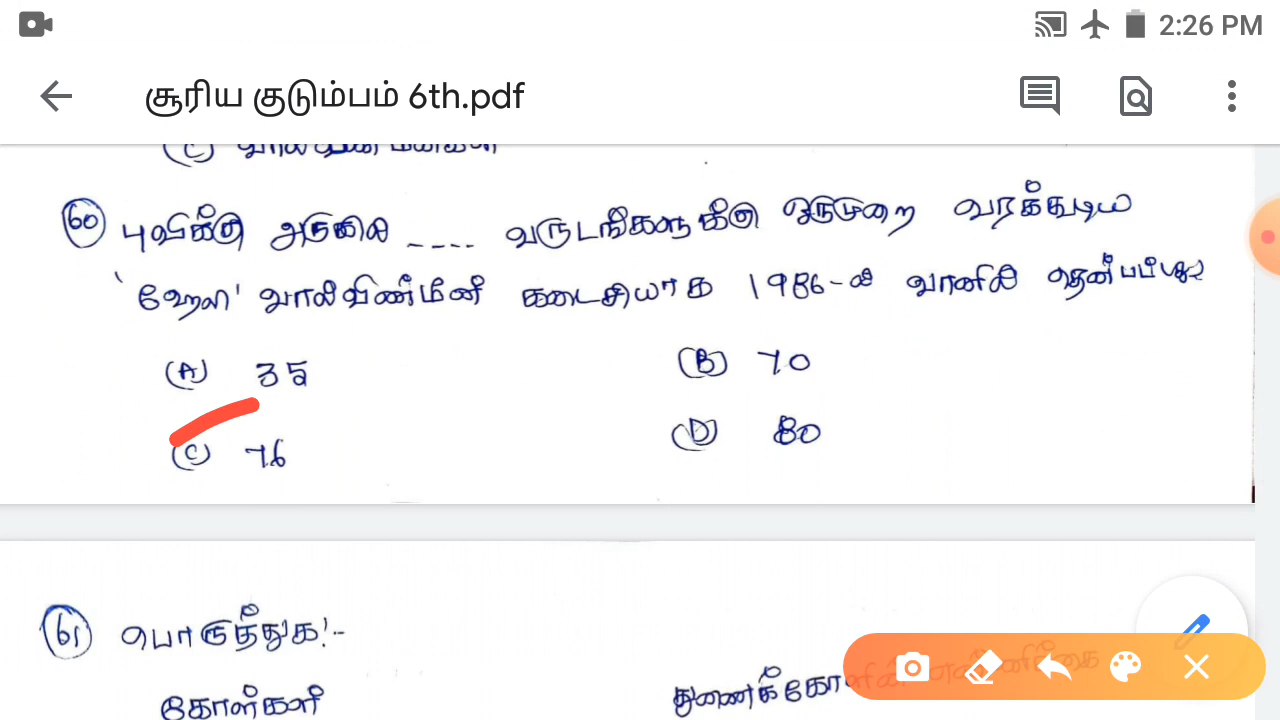 2:26 PM
சூரிய குடும்பம் 6th.pdf
(60) புவிக்கு அருகில் ---- வருடங்களுக்கு ஒருமுறை வரக்கூடிய
'ஹேலி' வால்விண்மீன் கடைசியாக 1986-ல் வானில் தென்பட்டது
(A) 35
(B) 70
(C) 76
(D) 80
(61) பொருத்துக:-
கோள்கள்
துணைக்கோளின் எண்ணிக்கை